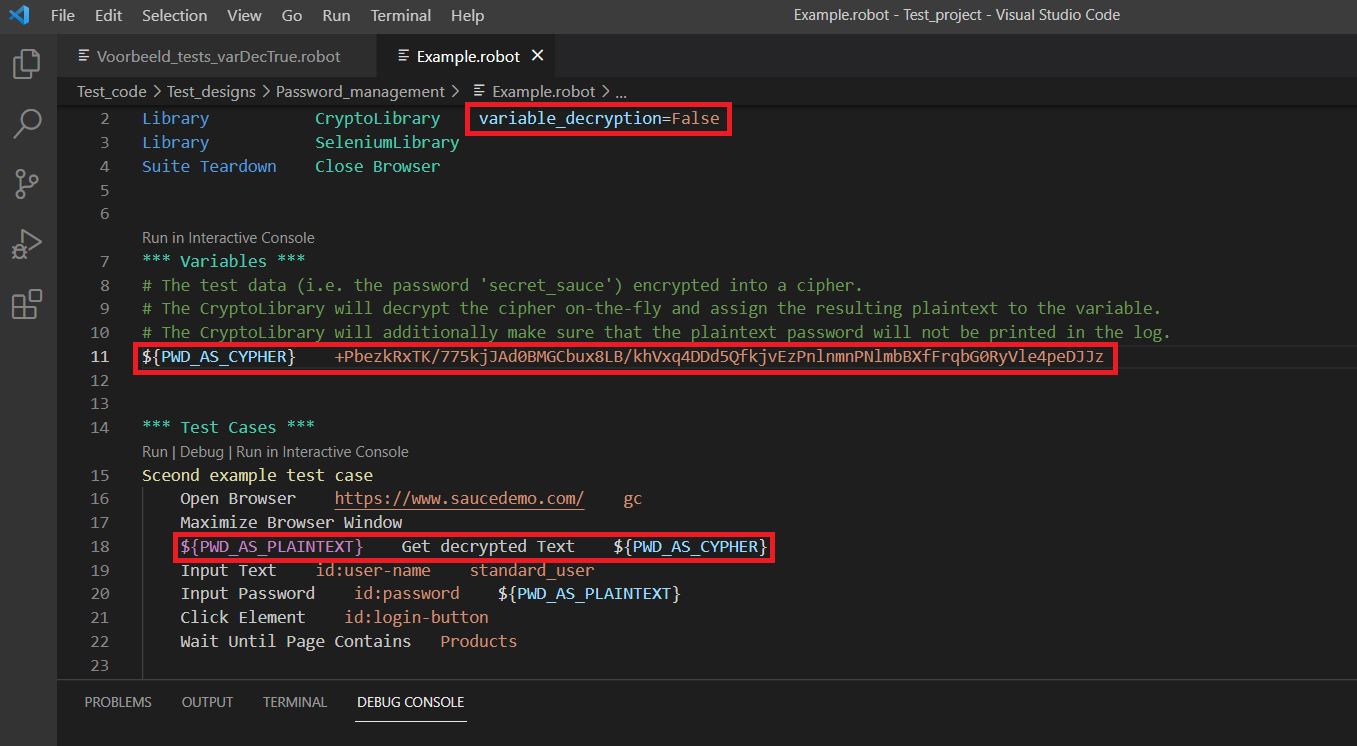 File Edit Selection View Go Run Terminal Help Example.robot - Test_project - Visual Studio Code
Voorbeeld_tests_varDecTrue.robot Example.robot
Test_code > Test_designs > Password_management > Example.robot > ...
2 Library CryptoLibrary variable_decryption=False
3 Library SeleniumLibrary
4 Suite Teardown Close Browser
5
6
Run in Interactive Console
7 *** Variables ***
8 # The test data (i.e. the password 'secret_sauce') encrypted into a cipher.
9 # The CryptoLibrary will decrypt the cipher on-the-fly and assign the resulting plaintext to the variable.
10 # The CryptoLibrary will additionally make sure that the plaintext password will not be printed in the log.
11 ${PWD_AS_CYPHER} +PbezkRxTK/775kjJAd0BMGCbux8LB/khVxq4DDd5QfkjvEzPnlnmnPNlmbBXfFrqbG0RyVle4peDJJz
12
13
14 *** Test Cases ***
Run | Debug | Run in Interactive Console
15 Sceond example test case
16 Open Browser https://www.saucedemo.com/ gc
17 Maximize Browser Window
18 ${PWD_AS_PLAINTEXT} Get decrypted Text ${PWD_AS_CYPHER}
19 Input Text id:user-name standard_user
20 Input Password id:password ${PWD_AS_PLAINTEXT}
21 Click Element id:login-button
22 Wait Until Page Contains Products
23
PROBLEMS OUTPUT TERMINAL DEBUG CONSOLE